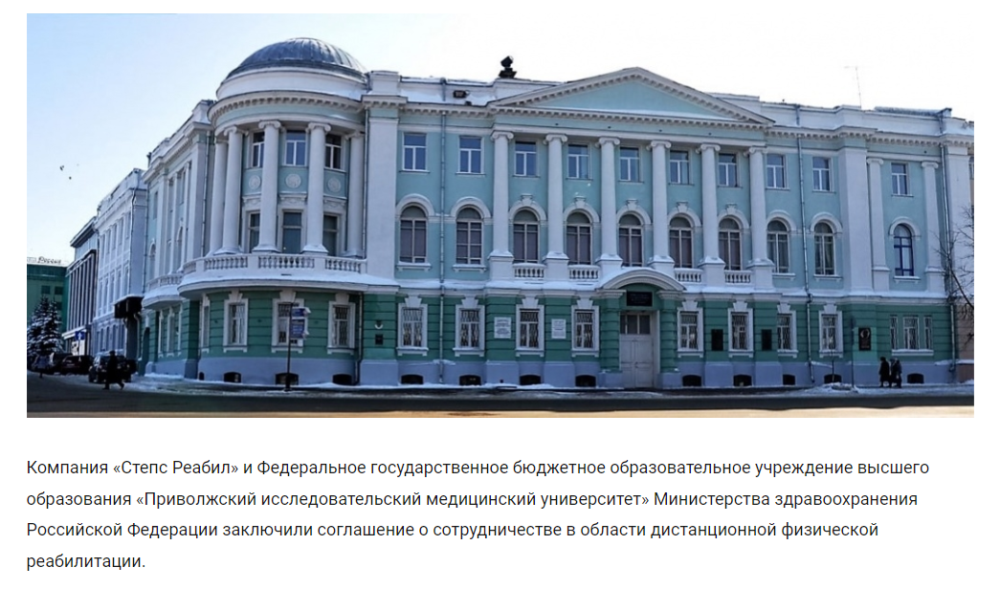 Компания «Степс Реабил» и Федеральное государственное бюджетное образовательное учреждение высшего
образования «Приволжский исследовательский медицинский университет» Министерства здравоохранения
Российской Федерации заключили соглашение о сотрудничестве в области дистанционной физической
реабилитации.